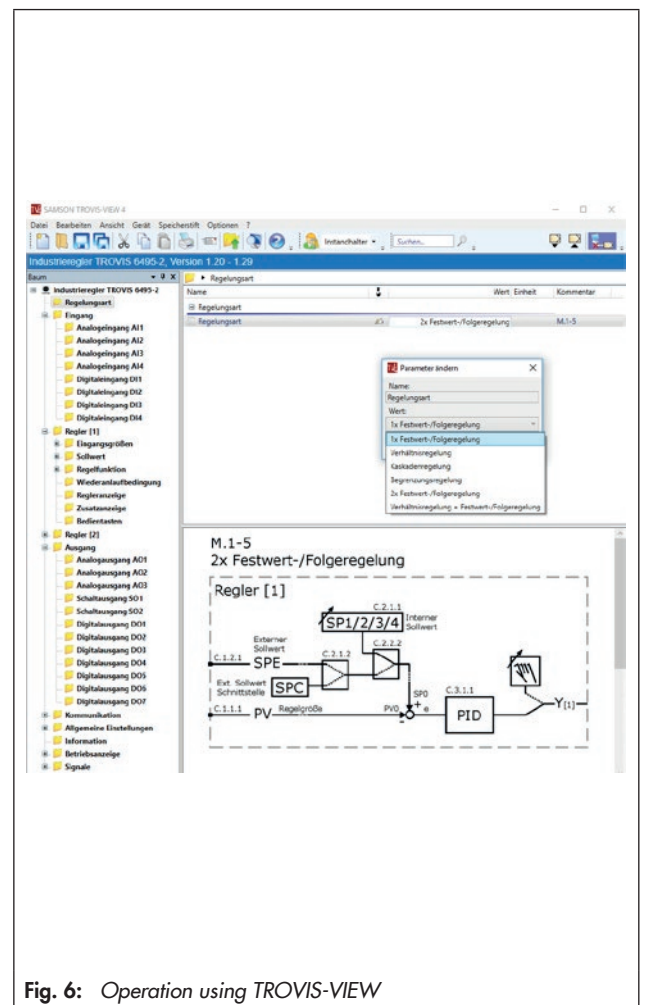 SAMSON TROVIS-VIEW 4
Datei Bearbeiten Ansicht Gerät Speicherstift Optionen ?
Instandhalter
Suchen...
Industrieregler TROVIS 6495-2, Version 1.20 - 1.29
Baum
Industrieregler TROVIS 6495-2
Regelungsart
Eingang
Analogeingang AI1
Analogeingang AI2
Analogeingang AI3
Analogeingang AI4
Digitaleingang DI1
Digitaleingang DI2
Digitaleingang DI3
Digitaleingang DI4
Regler [1]
Eingangsgrößen
Sollwert
Regelfunktion
Wiederanlaufbedingung
Regleranzeige
Zusatzanzeige
Bedientasten
Regler [2]
Ausgang
Analogausgang AO1
Analogausgang AO2
Analogausgang AO3
Schaltausgang SO1
Schaltausgang SO2
Digitalausgang DO1
Digitalausgang DO2
Digitalausgang DO3
Digitalausgang DO4
Digitalausgang DO5
Digitalausgang DO6
Digitalausgang DO7
Kommunikation
Allgemeine Einstellungen
Information
Betriebsanzeige
Signale
Regelungsart
Name Wert Einheit Kommentar
Regelungsart
Regelungsart 2x Festwert-/Folgeregelung M.1-5
Parameter ändern X
Name:
Regelungsart
Wert:
1x Festwert-/Folgeregelung
1x Festwert-/Folgeregelung
Verhältnisregelung
Kaskadenregelung
Begrenzungsregelung
2x Festwert-/Folgeregelung
Verhältnisregelung + Festwert-/Folgeregelung
M.1-5
2x Festwert-/Folgeregelung
Regler [1]
C.2.1.1
SP1/2/3/4 Interner
Sollwert
Externer
Sollwert
C.2.2.2
C.1.2.1 SPE C.2.1.2
Ext. Sollwert
Schnittstelle SPC
SP0 C.3.1.1
C.1.1.1 PV Regelgröße PV0 + - e PID Y[1]
Fig. 6: Operation using TROVIS-VIEW